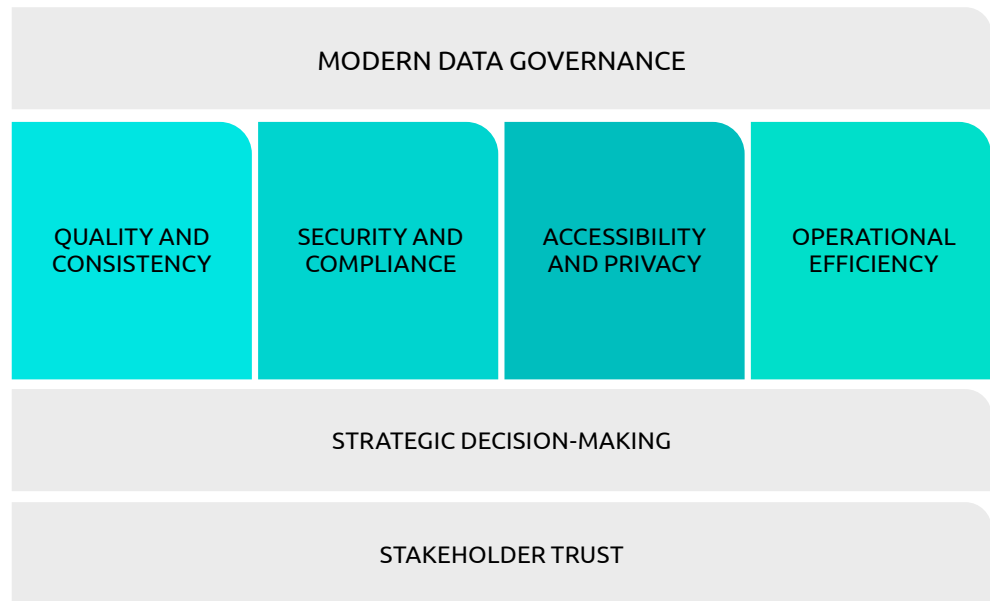 MODERN DATA GOVERNANCE
QUALITY AND
CONSISTENCY
SECURITY AND
COMPLIANCE
ACCESSIBILITY
AND PRIVACY
OPERATIONAL
EFFICIENCY
STRATEGIC DECISION-MAKING
STAKEHOLDER TRUST